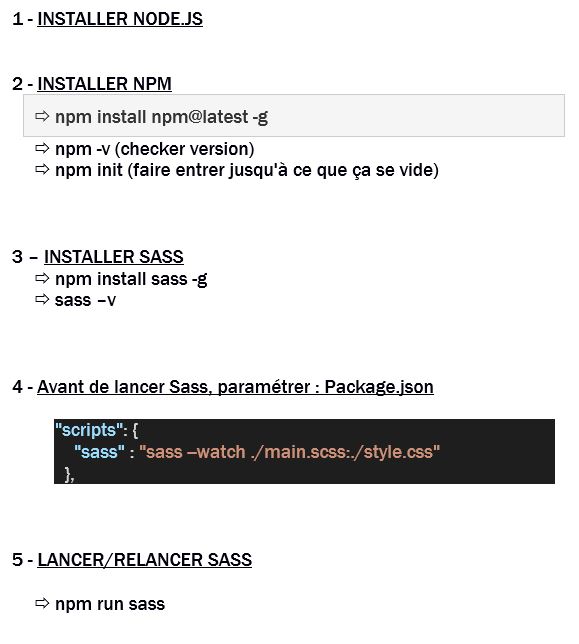 1 - INSTALLER NODE.JS
2 - INSTALLER NPM
⇨ npm install npm@latest -g
⇨ npm -v (checker version)
⇨ npm init (faire entrer jusqu'à ce que ça se vide)
3 – INSTALLER SASS
⇨ npm install sass -g
⇨ sass –v
4 - Avant de lancer Sass, paramétrer : Package.json
"scripts": {
"sass" : "sass –watch ./main.scss:./style.css"
},
5 - LANCER/RELANCER SASS
⇨ npm run sass